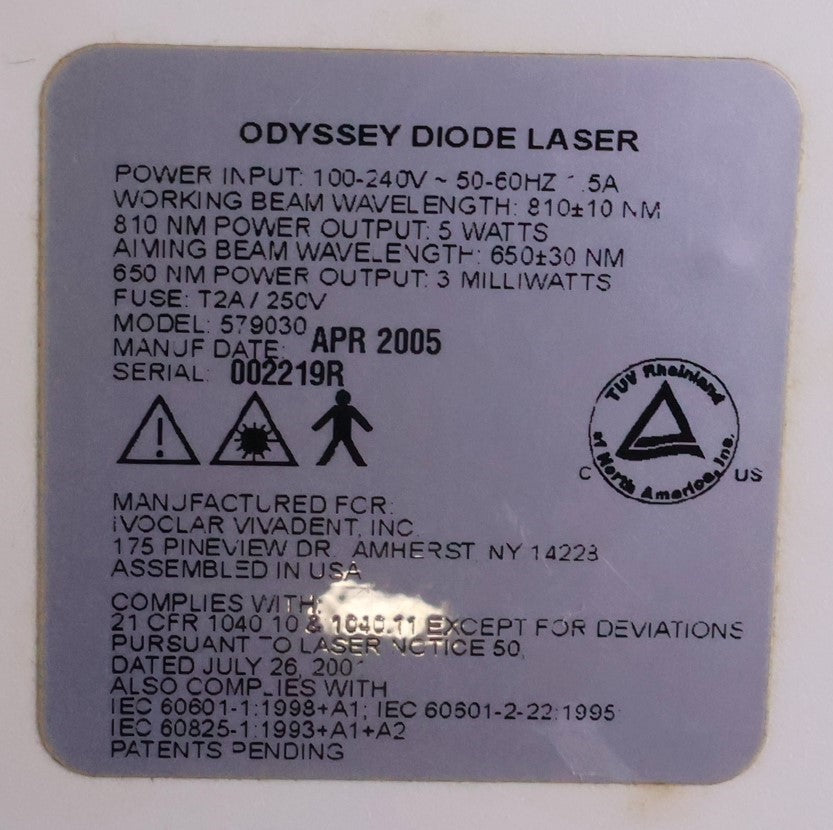 ODYSSEY DIODE LASER
POWER INPUT: 100-240V ~ 50-60HZ 1.5A
WORKING BEAM WAVELENGTH: 810±10 NM
810 NM POWER OUTPUT: 5 WATTS
AIMING BEAM WAVELENGTH: 650±30 NM
650 NM POWER OUTPUT: 3 MILLIWATTS
FUSE: T2A / 250V
MODEL: 579030
MANUF DATE: APR 2005
SERIAL: 002219R
TUV Rheinland
of North America, Inc.
C US
MANUFACTURED FOR:
IVOCLAR VIVADENT, INC.
175 PINEVIEW DR. AMHERST, NY 14228
ASSEMBLED IN USA
COMPLIES WITH:
21 CFR 1040.10 & 1040.11 EXCEPT FOR DEVIATIONS
PURSUANT TO LASER NOTICE 50,
DATED JULY 26, 2001
ALSO COMPLIES WITH
IEC 60601-1:1998+A1; IEC 60601-2-22:1995
IEC 60825-1:1993+A1+A2
PATENTS PENDING